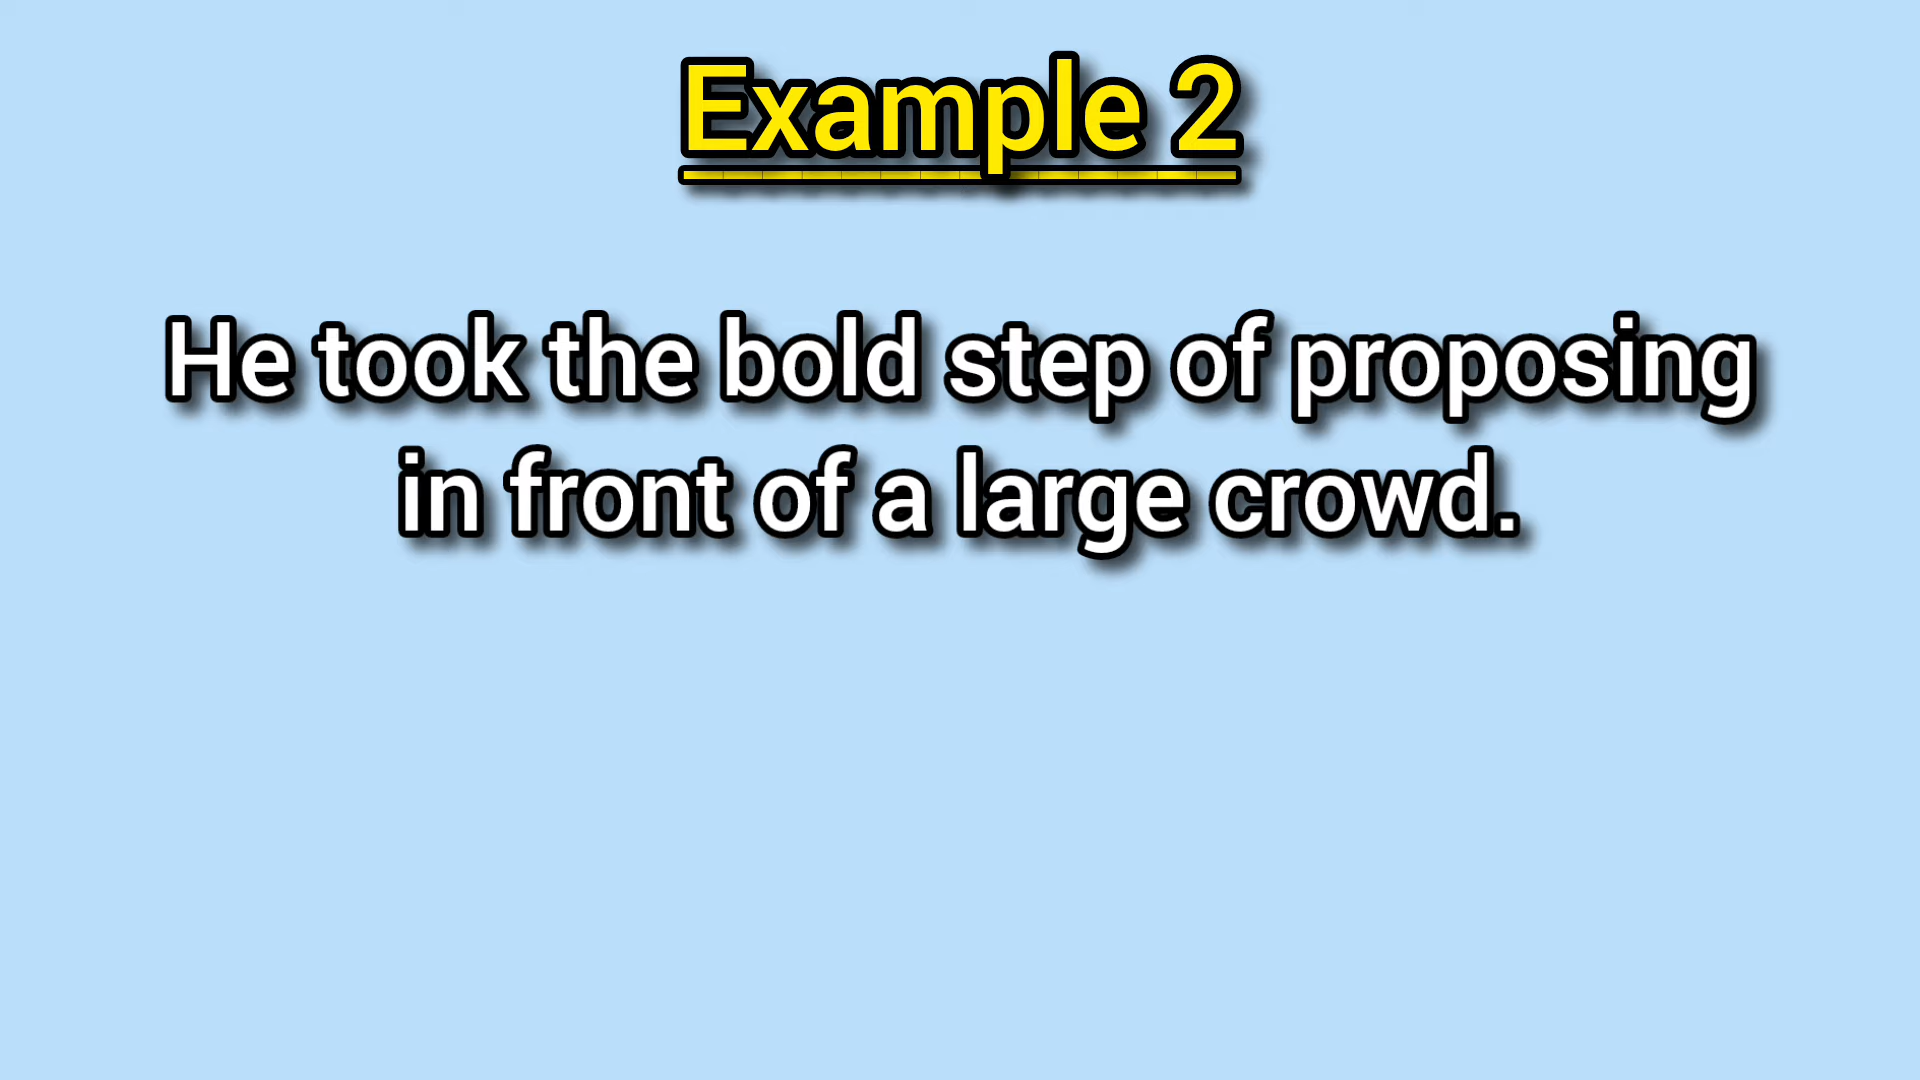 Example 2
He took the bold step of proposing
in front of a large crowd.